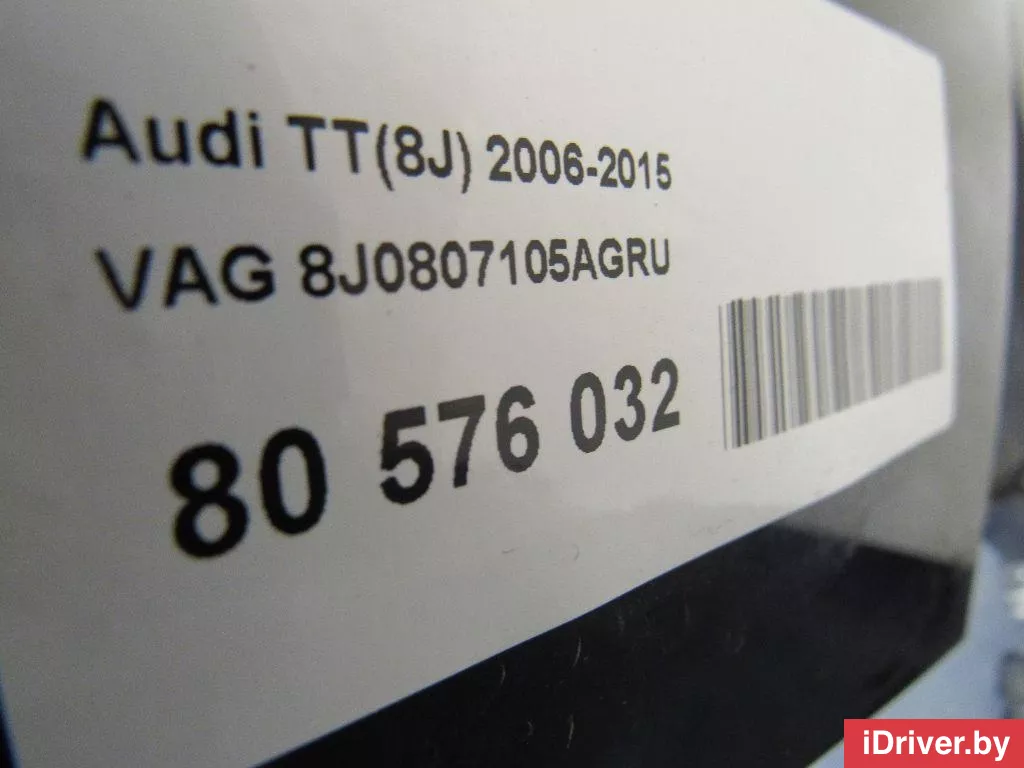 Audi TT(8J) 2006-2015
VAG 8J0807105AGRU
80 576 032
iDriver.by